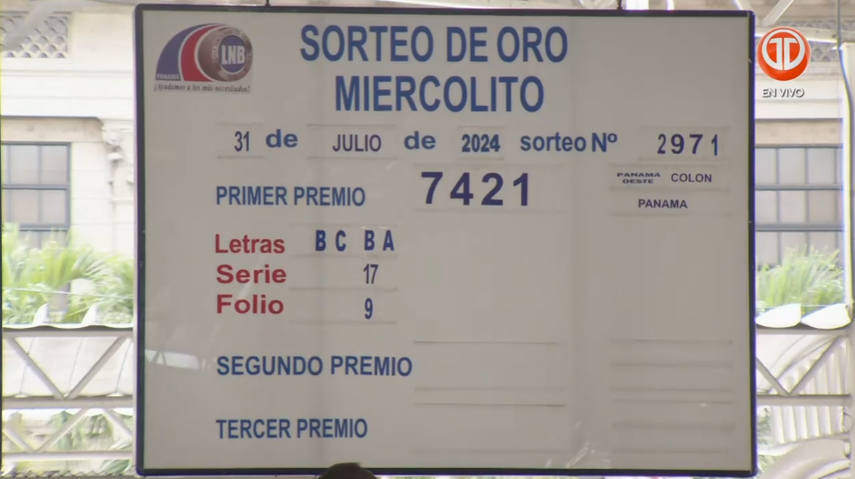 LNB
PANAMÁ
¡Ayudamos a los más necesitados!
SORTEO DE ORO
MIERCOLITO
EN VIVO
31 de JULIO de 2024 sorteo Nº 2971
PRIMER PREMIO 7421
PANAMA OESTE COLON
PANAMA
Letras B C B A
Serie 17
Folio 9
SEGUNDO PREMIO
TERCER PREMIO